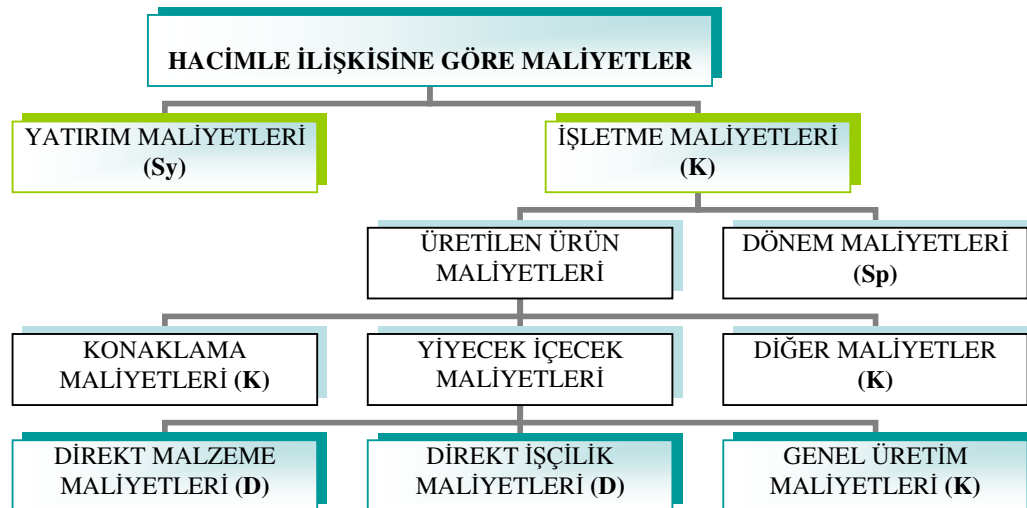 HACİMLE İLİŞKİSİNE GÖRE MALİYETLER
YATIRIM MALİYETLERİ
(Sy)
İŞLETME MALİYETLERİ
(K)
ÜRETİLEN ÜRÜN
MALİYETLERİ
DÖNEM MALİYETLERİ
(Sp)
KONAKLAMA
MALİYETLERİ (K)
YİYECEK İÇECEK
MALİYETLERİ
DİĞER MALİYETLER
(K)
DİREKT MALZEME
MALİYETLERİ (D)
DİREKT İŞÇİLİK
MALİYETLERİ (D)
GENEL ÜRETİM
MALİYETLERİ (K)